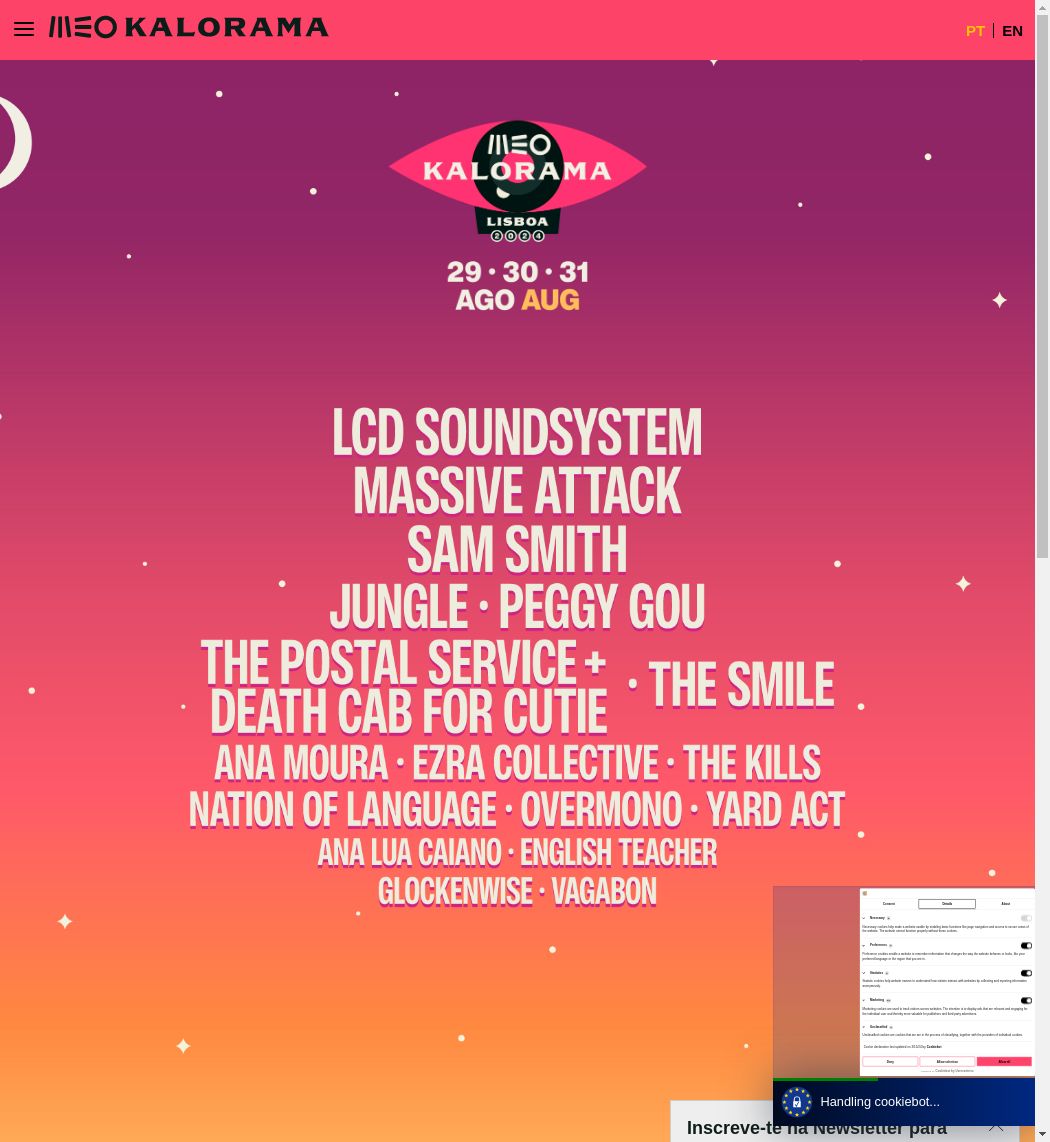 MEO KALORAMA
PT | EN
MEO
KALORAMA
LISBOA
2024
29 · 30 · 31
AGO AUG
LCD SOUNDSYSTEM
MASSIVE ATTACK
SAM SMITH
JUNGLE · PEGGY GOU
THE POSTAL SERVICE +
DEATH CAB FOR CUTIE · THE SMILE
ANA MOURA · EZRA COLLECTIVE · THE KILLS
NATION OF LANGUAGE · OVERMONO · YARD ACT
ANA LUA CAIANO · ENGLISH TEACHER
GLOCKENWISE · VAGABON
Consent Details About
Necessary
Preferences
Statistics
Marketing
Unclassified
Deny Allow selection Allow all
Handling cookiebot...
Inscreve-te na Newsletter para